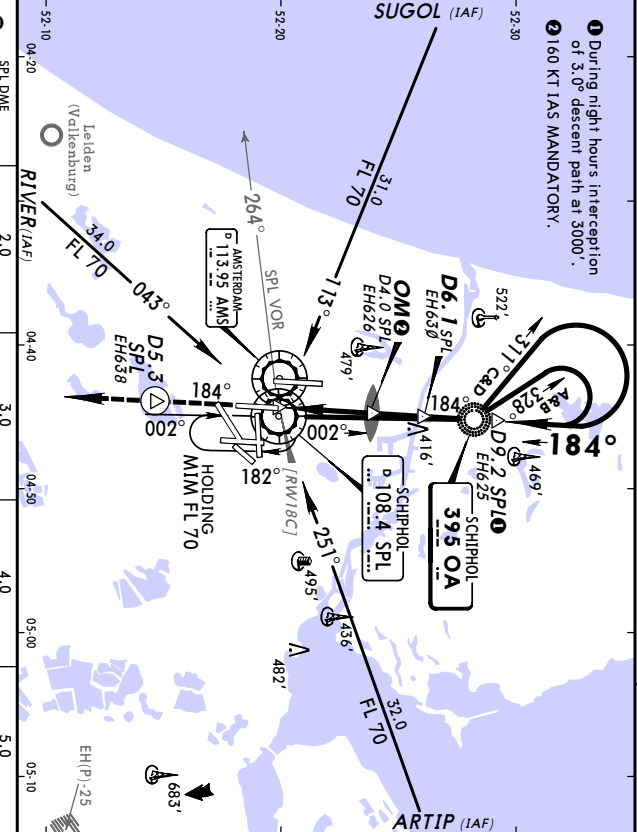 SUGOL (IAF)
❶ During night hours interception
of 3.0° descent path at 3000'.
❷ 160 KT IAS MANDATORY.
52-10
52-20
52-30
04-20
SPL DME
Leiden
(Valkenburg)
31.0
FL 70
113°
264°
SPL VOR
RIVER (IAF)
34.0
FL 70
043°
2.0
AMSTERDAM
D 113.95 AMS
OM❷
D4.0 SPL
EH626
D6.1 SPL
EH630
522'
479'
311° C&D
A&B
328°
04-40
D5.3
SPL
EH638
184°
002°
3.0
184°
002°
416'
D9.2 SPL❶
EH625
184°
469'
HOLDING
MIM FL 70
182°
[RW18C]
SCHIPHOL
D 108.4 SPL
SCHIPHOL
395 OA
04-50
251°
495'
436'
482'
4.0
05-00
32.0
FL 70
5.0
05-10
EH(P)-25
683'
ARTIP (IAF)